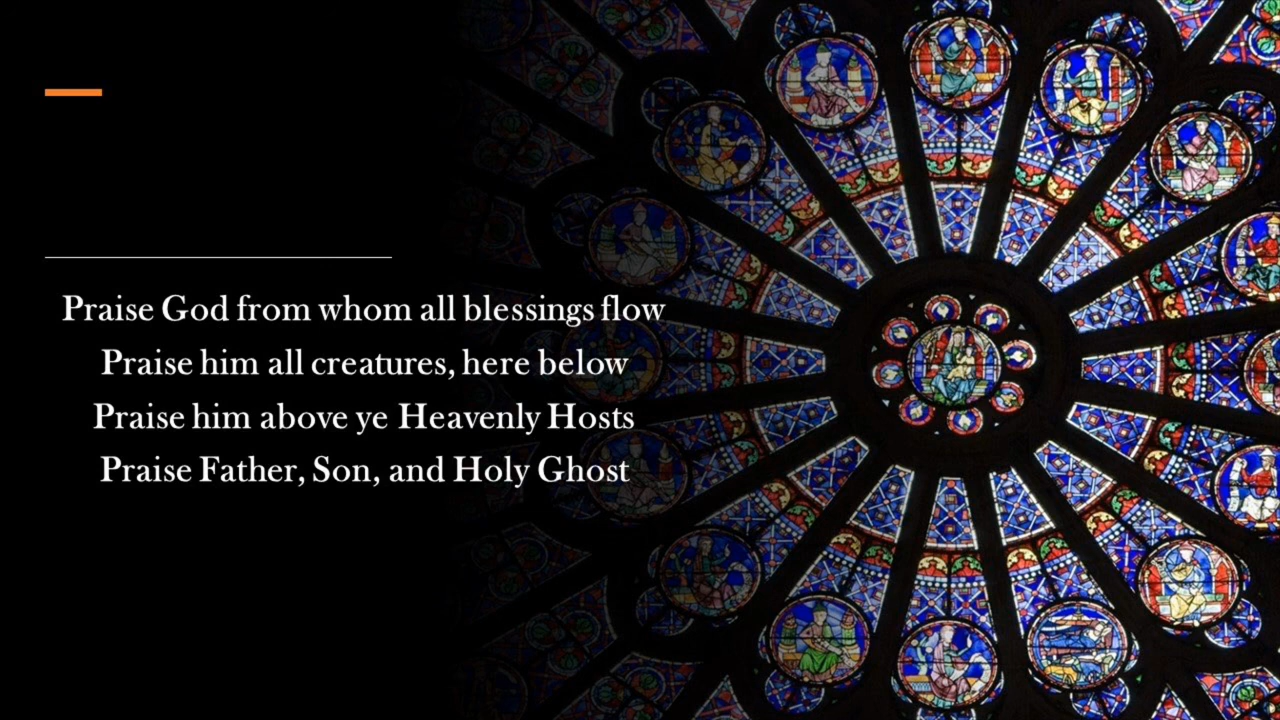 Praise God from whom all blessings flow
Praise him all creatures, here below
Praise him above ye Heavenly Hosts
Praise Father, Son, and Holy Ghost